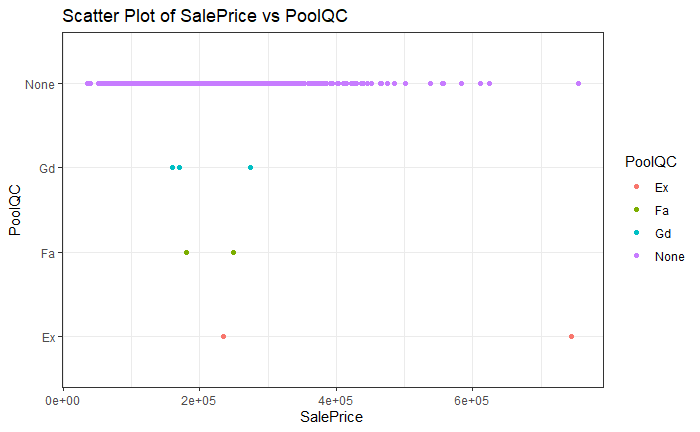 Scatter Plot of SalePrice vs PoolQC
PoolQC
None
Gd
Fa
Ex
0e+00 2e+05 4e+05 6e+05
SalePrice
PoolQC
Ex
Fa
Gd
None